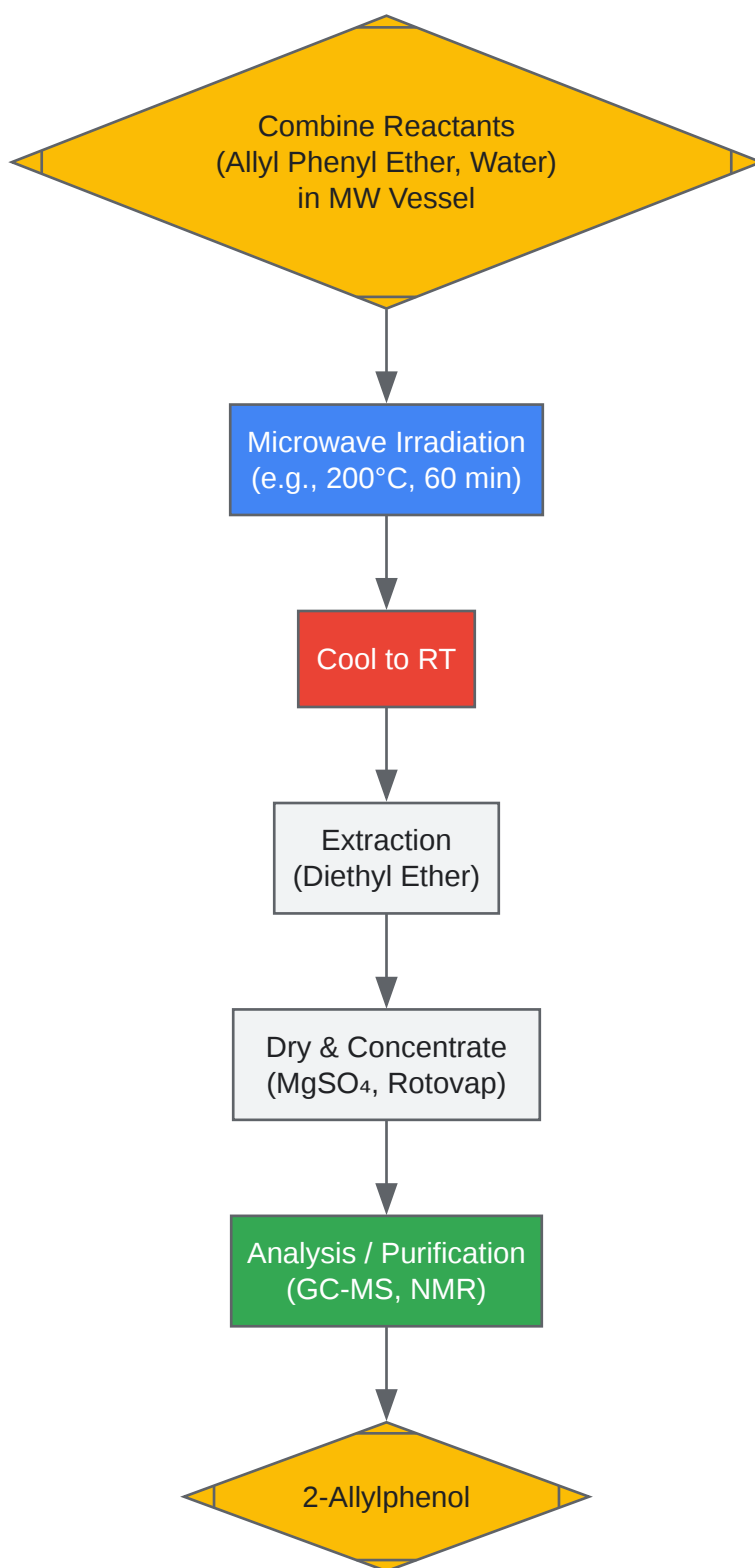 Combine Reactants
(Allyl Phenyl Ether, Water)
in MW Vessel
Microwave Irradiation
(e.g., 200°C, 60 min)
Cool to RT
Extraction
(Diethyl Ether)
Dry & Concentrate
(MgSO₄, Rotovap)
Analysis / Purification
(GC-MS, NMR)
2-Allylphenol